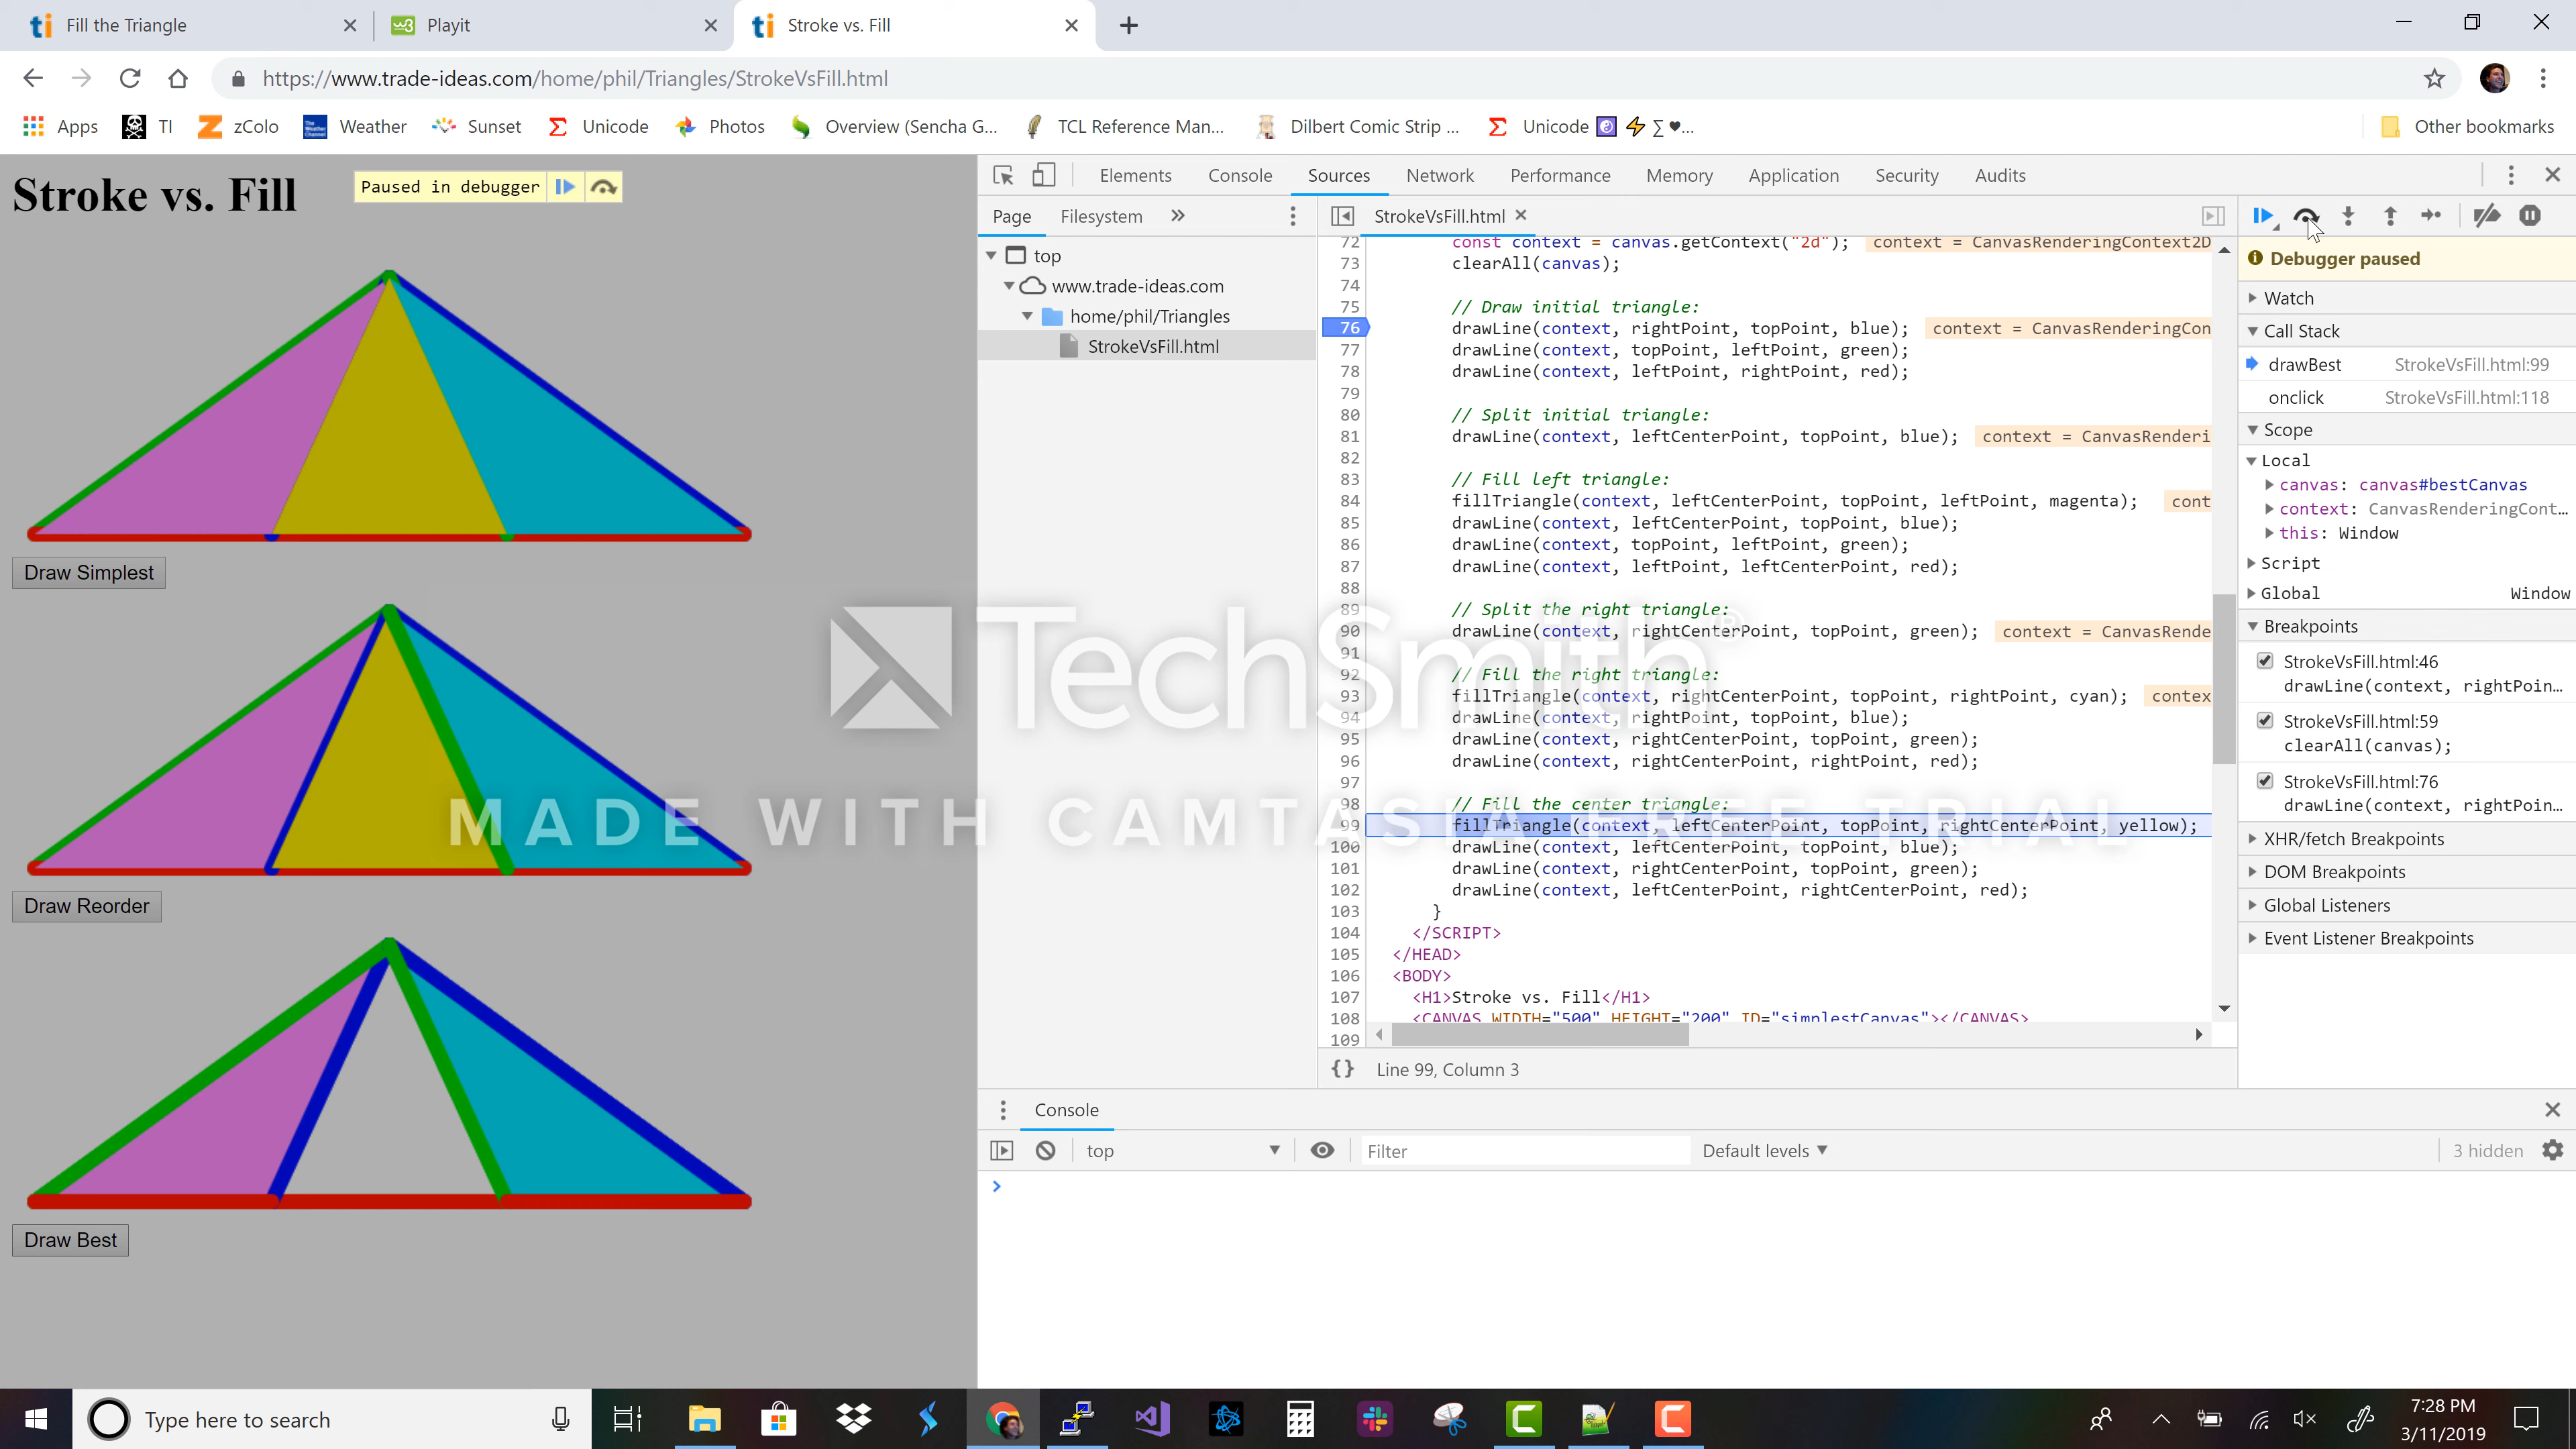 Fill the Triangle
Playit
Stroke vs. Fill
https://www.trade-ideas.com/home/phil/Triangles/StrokeVsFill.html
Apps TI zColo Weather Sunset Unicode Photos Overview (Sencha G... TCL Reference Man... Dilbert Comic Strip ... Unicode ☯ ⚡ ∑ ♥... Other bookmarks
Stroke vs. Fill
Paused in debugger
Draw Simplest
Draw Reorder
Draw Best
Elements Console Sources Network Performance Memory Application Security Audits
Page Filesystem »
top
www.trade-ideas.com
home/phil/Triangles
StrokeVsFill.html
StrokeVsFill.html
72 const context = canvas.getContext("2d"); context = CanvasRenderingContext2D
73 clearAll(canvas);
74
75 // Draw initial triangle:
76 drawLine(context, rightPoint, topPoint, blue); context = CanvasRenderingCon
77 drawLine(context, topPoint, leftPoint, green);
78 drawLine(context, leftPoint, rightPoint, red);
79
80 // Split initial triangle:
81 drawLine(context, leftCenterPoint, topPoint, blue); context = CanvasRenderi
82
83 // Fill left triangle:
84 fillTriangle(context, leftCenterPoint, topPoint, leftPoint, magenta); cont
85 drawLine(context, leftCenterPoint, topPoint, blue);
86 drawLine(context, topPoint, leftPoint, green);
87 drawLine(context, leftPoint, leftCenterPoint, red);
88
89 // Split the right triangle:
90 drawLine(context, rightCenterPoint, topPoint, green); context = CanvasRende
91
92 // Fill the right triangle:
93 fillTriangle(context, rightCenterPoint, topPoint, rightPoint, cyan); contex
94 drawLine(context, rightPoint, topPoint, blue);
95 drawLine(context, rightCenterPoint, topPoint, green);
96 drawLine(context, rightCenterPoint, rightPoint, red);
97
98 // Fill the center triangle:
99 fillTriangle(context, leftCenterPoint, topPoint, rightCenterPoint, yellow);
100 drawLine(context, leftCenterPoint, topPoint, blue);
101 drawLine(context, rightCenterPoint, topPoint, green);
102 drawLine(context, leftCenterPoint, rightCenterPoint, red);
103 }
104 </SCRIPT>
105 </HEAD>
106 <BODY>
107 <H1>Stroke vs. Fill</H1>
108 <CANVAS WIDTH="500" HEIGHT="200" ID="simplestCanvas"></CANVAS>
109
{} Line 99, Column 3
Debugger paused
Watch
Call Stack
drawBest StrokeVsFill.html:99
onclick StrokeVsFill.html:118
Scope
Local
canvas: canvas#bestCanvas
context: CanvasRenderingCont…
this: Window
Script
Global Window
Breakpoints
StrokeVsFill.html:46
drawLine(context, rightPoin…
StrokeVsFill.html:59
clearAll(canvas);
StrokeVsFill.html:76
drawLine(context, rightPoin…
XHR/fetch Breakpoints
DOM Breakpoints
Global Listeners
Event Listener Breakpoints
Console
top Filter Default levels ▼ 3 hidden
TechSmith®
MADE WITH CAMTASIA FREE TRIAL
Type here to search
7:28 PM
3/11/2019